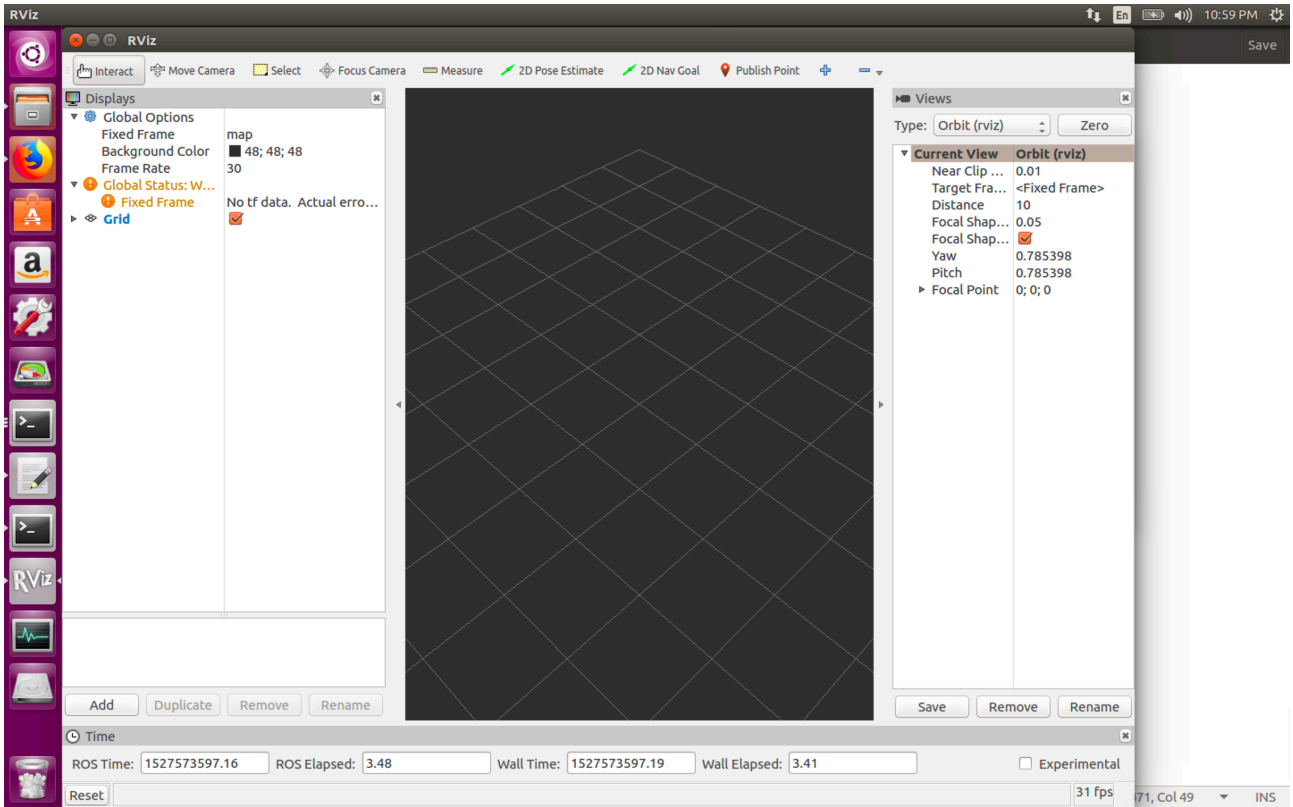 RViz
En
10:59 PM
RViz
Save
Interact Move Camera Select Focus Camera Measure 2D Pose Estimate 2D Nav Goal Publish Point
Displays
Global Options
Fixed Frame map
Background Color 48; 48; 48
Frame Rate 30
Global Status: W...
Fixed Frame No tf data. Actual erro...
Grid
Add Duplicate Remove Rename
Views
Type: Orbit (rviz) Zero
Current View Orbit (rviz)
Near Clip ... 0.01
Target Fra... <Fixed Frame>
Distance 10
Focal Shap... 0.05
Focal Shap...
Yaw 0.785398
Pitch 0.785398
Focal Point 0; 0; 0
Save Remove Rename
Time
ROS Time: 1527573597.16 ROS Elapsed: 3.48 Wall Time: 1527573597.19 Wall Elapsed: 3.41 Experimental
Reset
31 fps
71, Col 49 INS
A
a
>_
>_
RViz